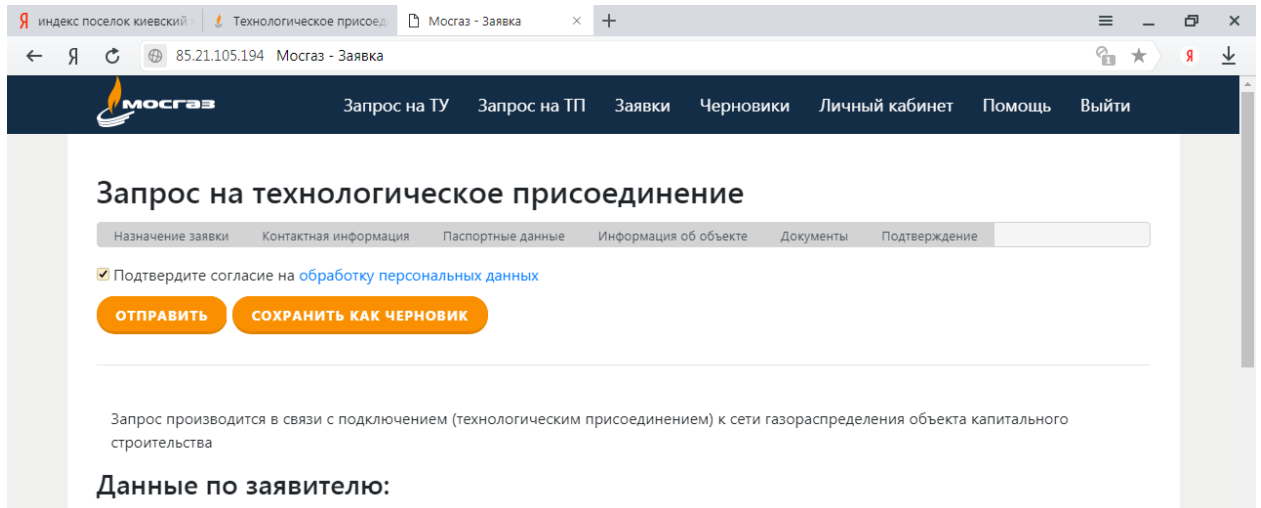 Я индекс поселок киевский
Технологическое присоед
Мосгаз - Заявка
Я
85.21.105.194 Мосгаз - Заявка
Я
мосгаз
Запрос на ТУ Запрос на ТП Заявки Черновики Личный кабинет Помощь Выйти
Запрос на технологическое присоединение
Назначение заявки Контактная информация Паспортные данные Информация об объекте Документы Подтверждение
Подтвердите согласие на обработку персональных данных
ОТПРАВИТЬ СОХРАНИТЬ КАК ЧЕРНОВИК
Запрос производится в связи с подключением (технологическим присоединением) к сети газораспределения объекта капитального
строительства
Данные по заявителю: